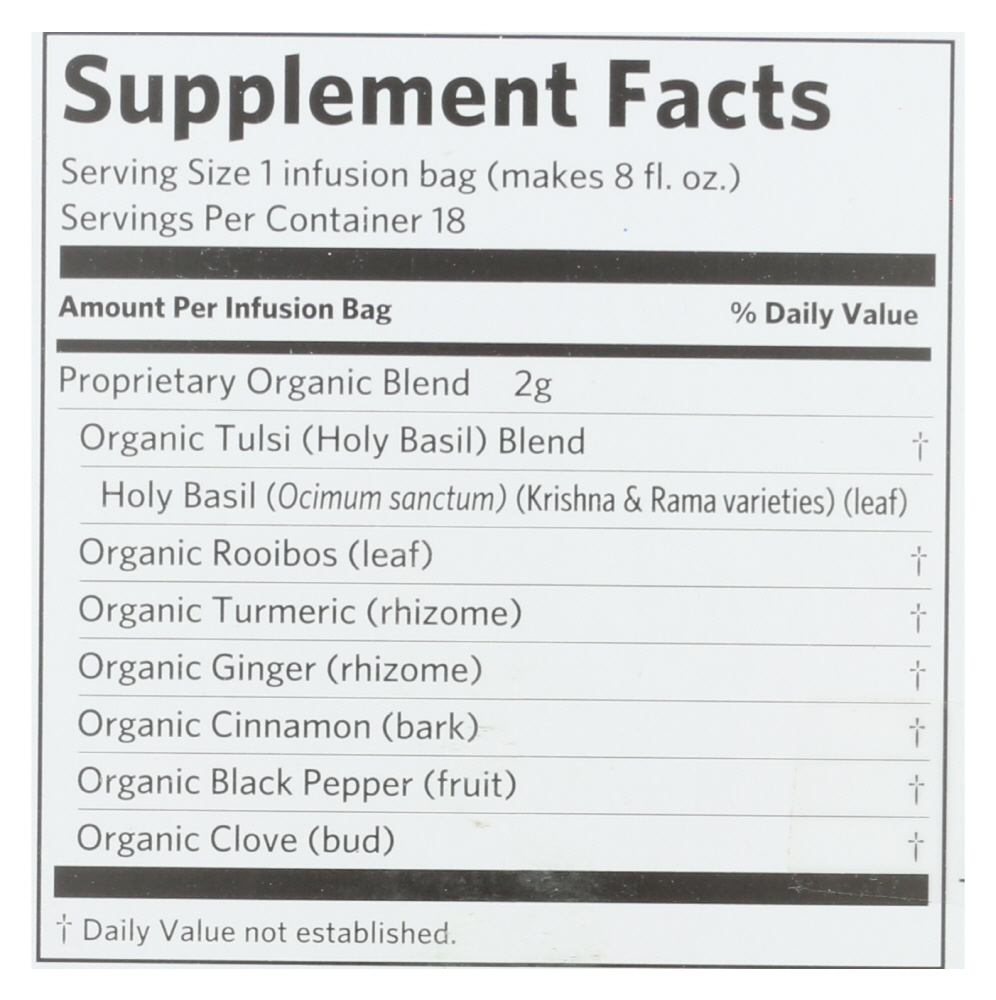 Supplement Facts
Serving Size 1 infusion bag (makes 8 fl. oz.)
Servings Per Container 18
Amount Per Infusion Bag % Daily Value
Proprietary Organic Blend 2g
Organic Tulsi (Holy Basil) Blend †
Holy Basil (Ocimum sanctum) (Krishna & Rama varieties) (leaf)
Organic Rooibos (leaf) †
Organic Turmeric (rhizome) †
Organic Ginger (rhizome) †
Organic Cinnamon (bark) †
Organic Black Pepper (fruit) †
Organic Clove (bud) †
† Daily Value not established.